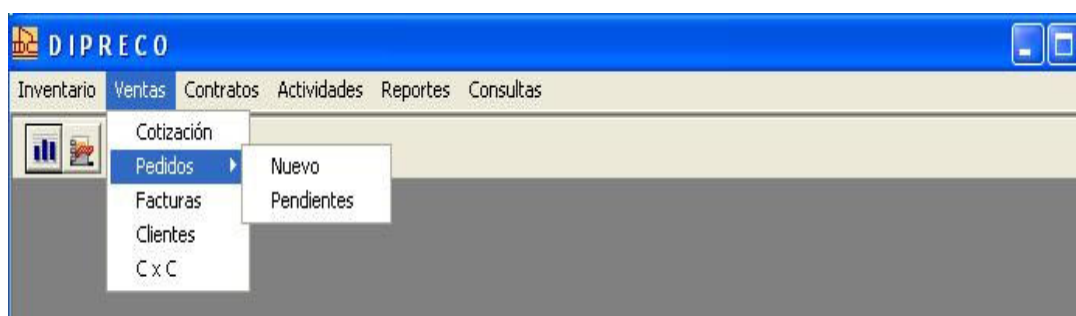 DIPRECO
Inventario Ventas Contratos Actividades Reportes Consultas
Cotización
Pedidos Nuevo
Facturas Pendientes
Clientes
C x C